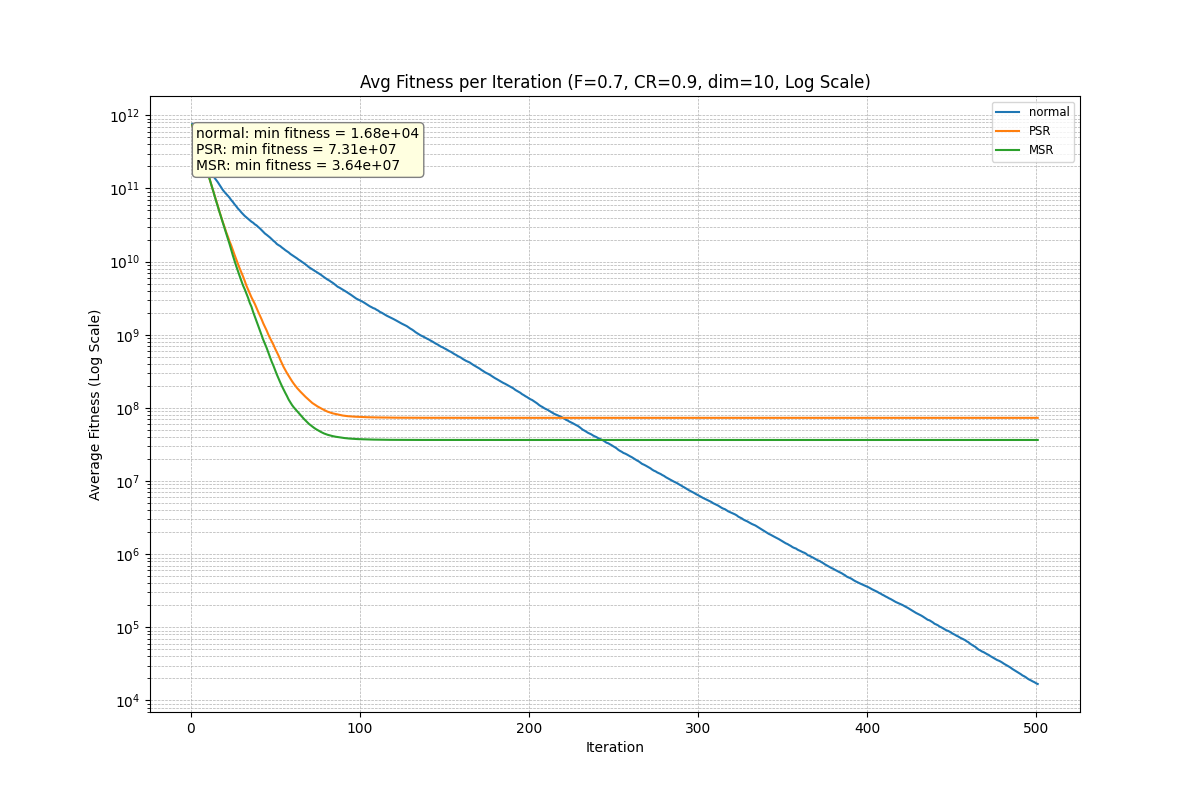 Avg Fitness per Iteration (F=0.7, CR=0.9, dim=10, Log Scale)
normal: min fitness = 1.68e+04
PSR: min fitness = 7.31e+07
MSR: min fitness = 3.64e+07
normal
PSR
MSR
Average Fitness (Log Scale)
10¹²
10¹¹
10¹⁰
10⁹
10⁸
10⁷
10⁶
10⁵
10⁴
0 100 200 300 400 500
Iteration